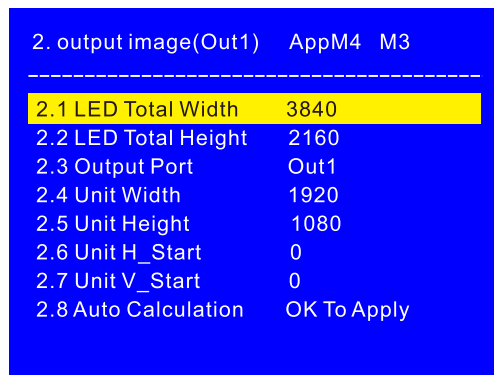 2. output image(Out1) AppM4 M3
2.1 LED Total Width 3840
2.2 LED Total Height 2160
2.3 Output Port Out1
2.4 Unit Width 1920
2.5 Unit Height 1080
2.6 Unit H_Start 0
2.7 Unit V_Start 0
2.8 Auto Calculation OK To Apply